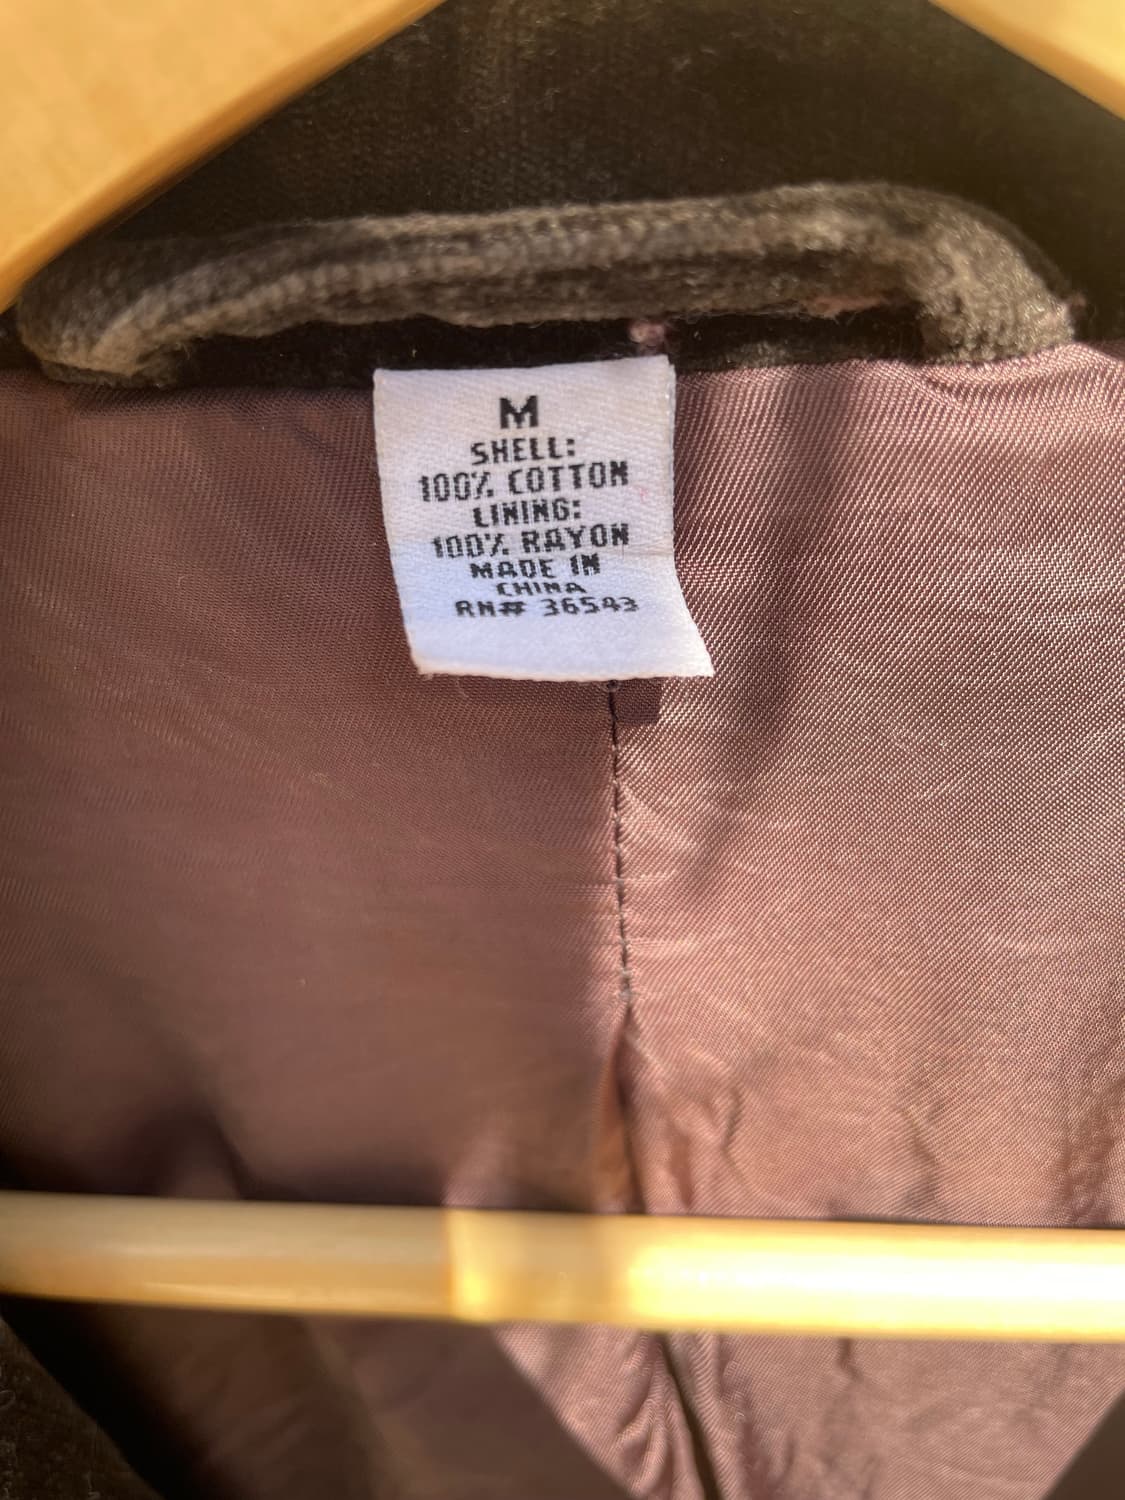 M
SHELL:
100% COTTON
LINING:
100% RAYON
MADE IN
CHINA
RN# 36543